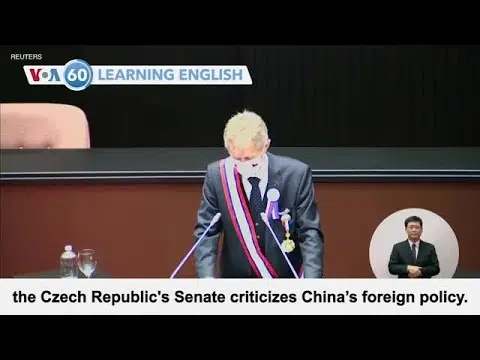 REUTERS
VOA 60 LEARNING ENGLISH
the Czech Republic's Senate criticizes China’s foreign policy.